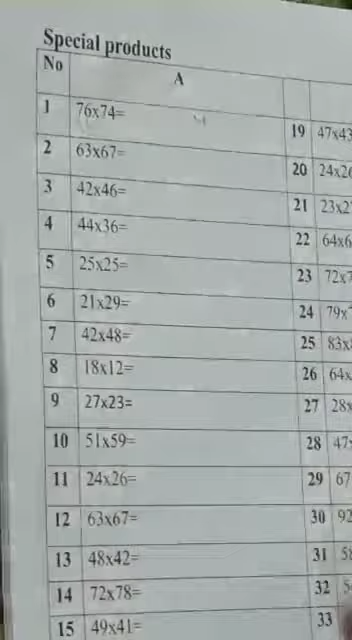 Special products
No A
1 76x74=
2 63x67=
3 42x46=
4 44x36=
5 25x25=
6 21x29=
7 42x48=
8 18x12=
9 27x23=
10 51x59=
11 24x26=
12 63x67=
13 48x42=
14 72x78=
15 49x41=
19 47x43
20 24x26
21 23x2
22 64x6
23 72x7
24 79x
25 83x
26 64x
27 28x
28 47
29 67
30 92
31 5
32 5
33